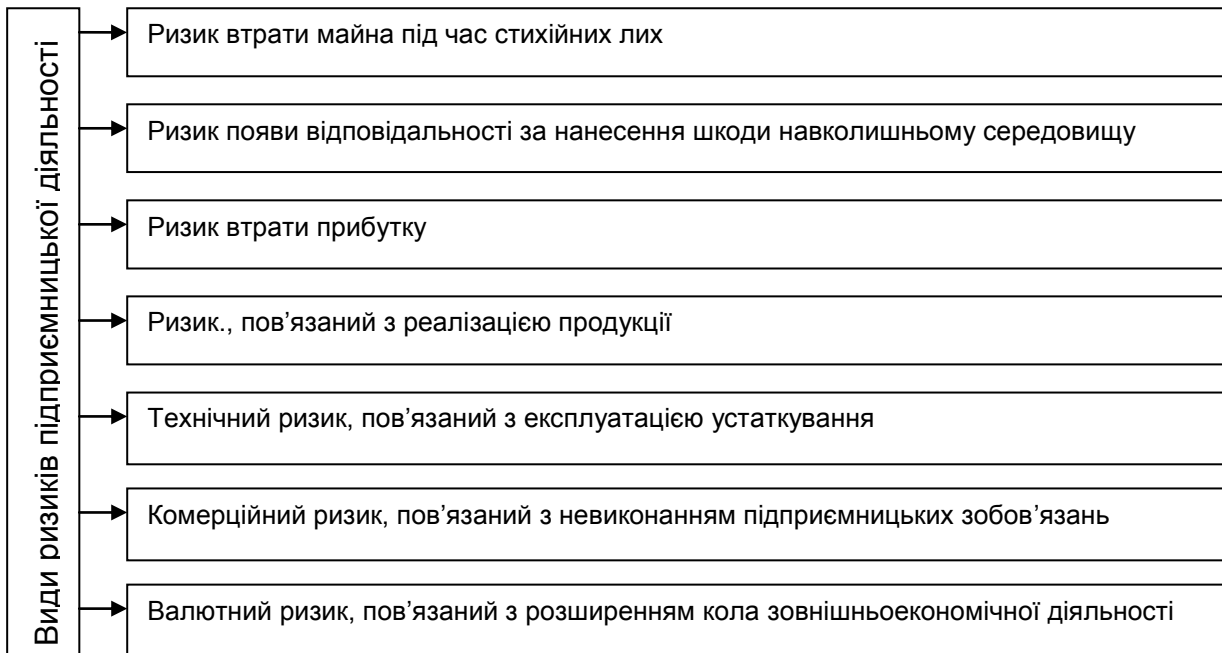 Види ризиків підприємницької діяльності
Ризик втрати майна під час стихійних лих
Ризик появи відповідальності за нанесення шкоди навколишньому середовищу
Ризик втрати прибутку
Ризик., пов’язаний з реалізацією продукції
Технічний ризик, пов’язаний з експлуатацією устаткування
Комерційний ризик, пов’язаний з невиконанням підприємницьких зобов’язань
Валютний ризик, пов’язаний з розширенням кола зовнішньоекономічної діяльності